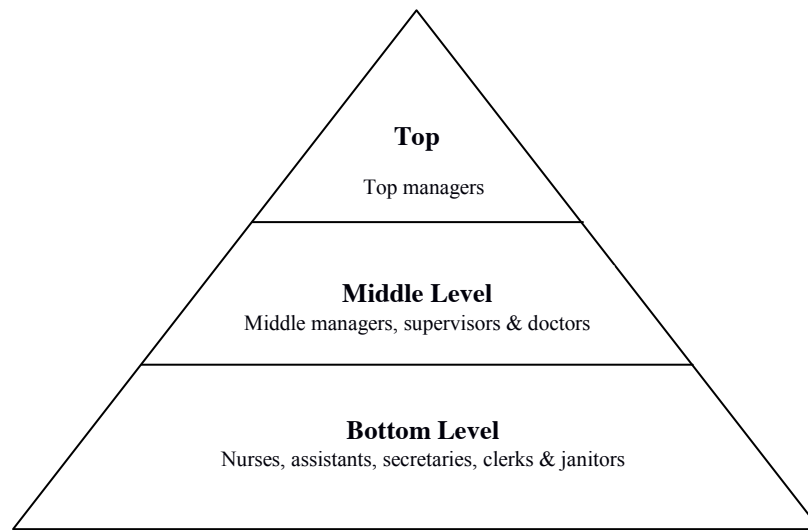 Top
Top managers
Middle Level
Middle managers, supervisors & doctors
Bottom Level
Nurses, assistants, secretaries, clerks & janitors